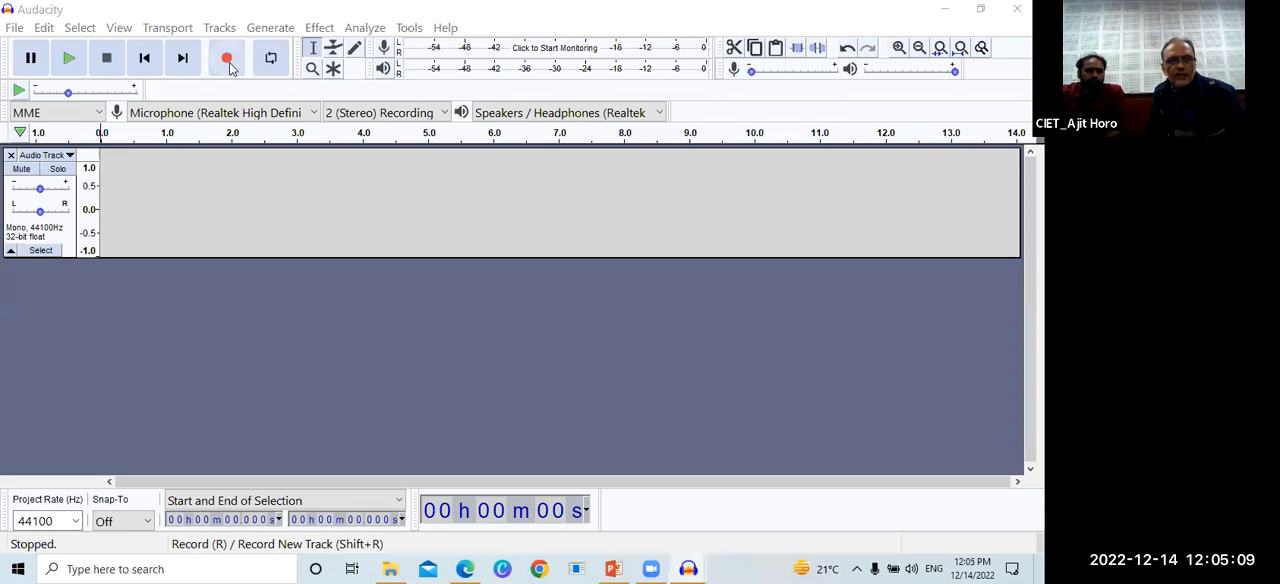 Audacity
File Edit Select View Transport Tracks Generate Effect Analyze Tools Help
L R -54 -48 -42 Click to Start Monitoring -18 -12 -6 0
L R -54 -48 -42 -36 -30 -24 -18 -12 -6 0
MME Microphone (Realtek High Defini 2 (Stereo) Recording Speakers / Headphones (Realtek
CIET_Ajit Horo
1.0 0.0 1.0 2.0 3.0 4.0 5.0 6.0 7.0 8.0 9.0 10.0 11.0 12.0 13.0 14.0
Audio Track
Mute Solo
1.0
0.5
0.0
-0.5
-1.0
L R
Mono, 44100Hz
32-bit float
Select
Project Rate (Hz) Snap-To Start and End of Selection
44100 Off 00 h 00 m 00.000 s 00 h 00 m 00.000 s 00 h 00 m 00 s
Stopped. Record (R) / Record New Track (Shift+R)
Type here to search 21°C ENG 12:05 PM
12/14/2022
2022-12-14 12:05:09